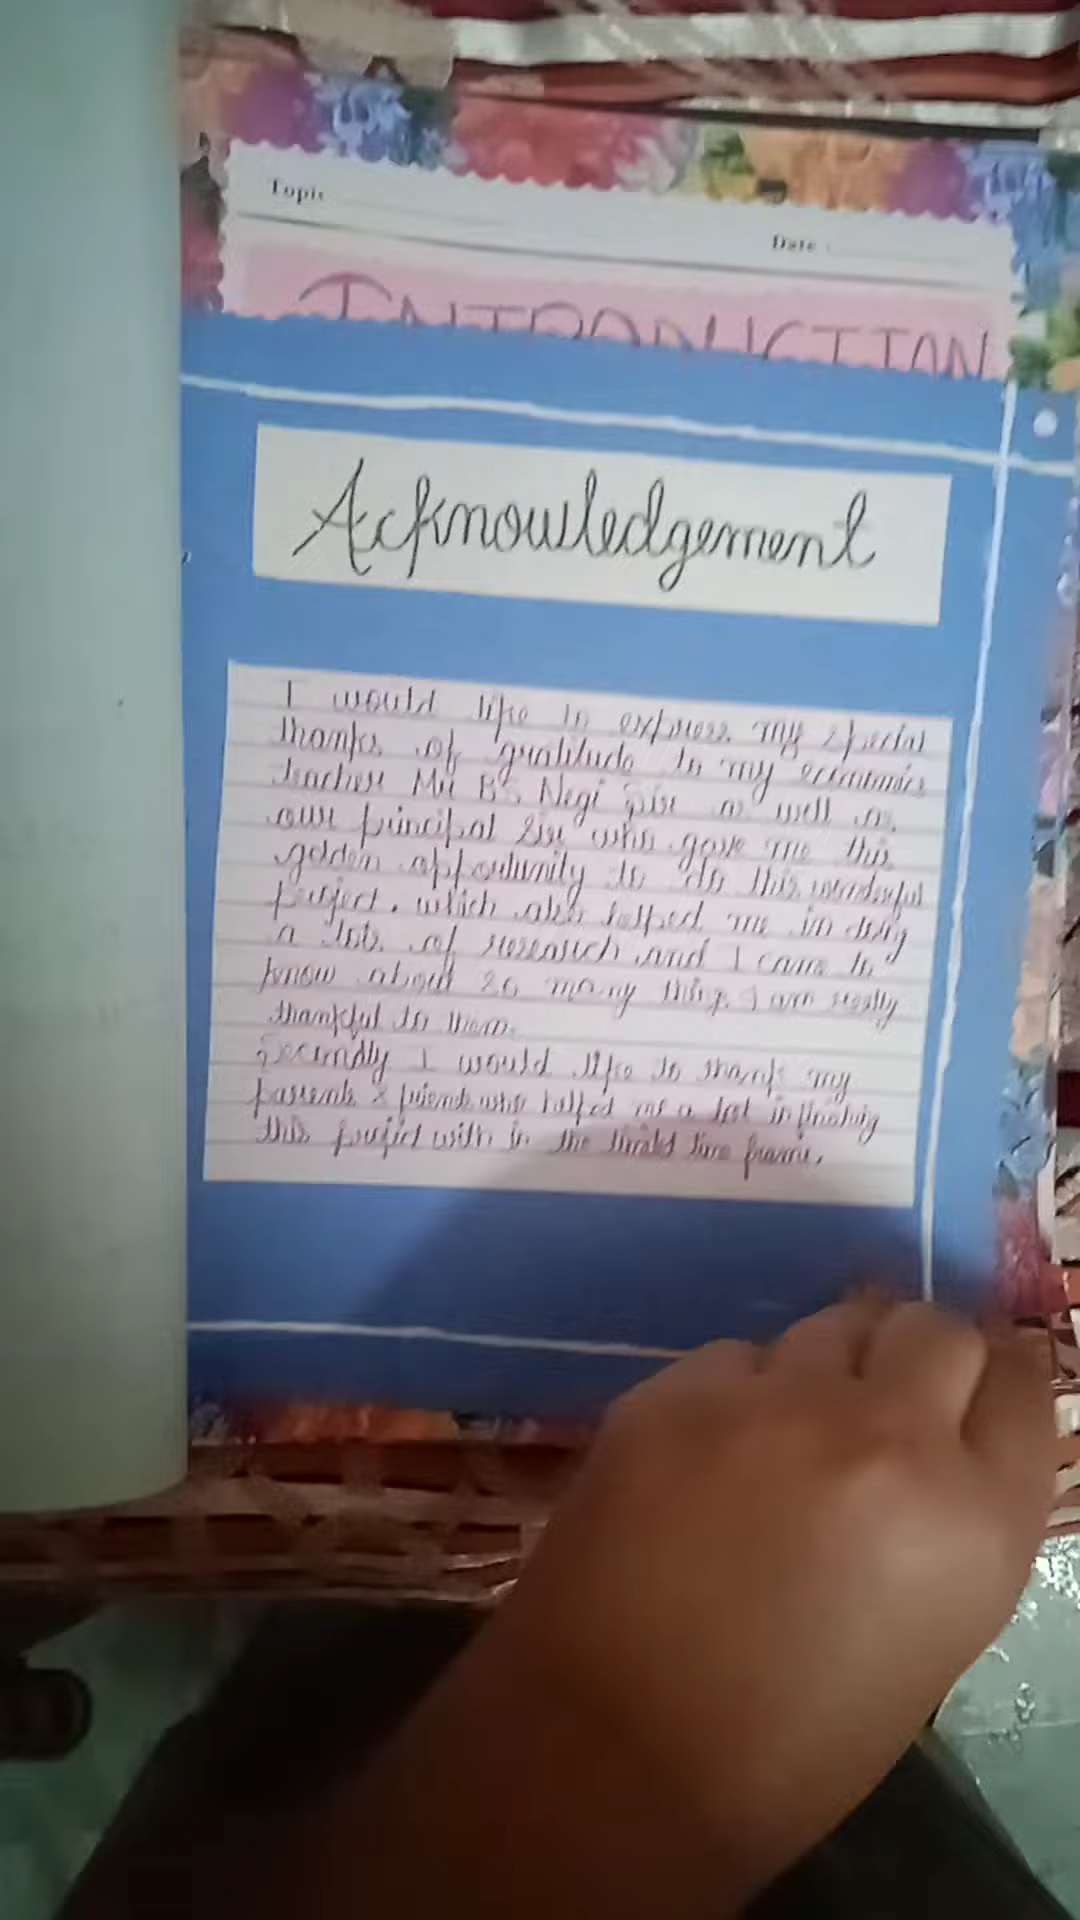 Topic
Date
INTRODUCTION
Acknowledgement
I would like to express my special
thanks of gratitude to my economics
teacher Mr B.S Negi Sir as well as
our principal Sir who gave me this
golden opportunity to do this wonderful
project. which also helped me in doing
a lots of research and I came to
know about so many things I am really
thankful to them.
Secondly I would like to thank my
parents & friends who helped me a lot in finishing
this project with in the limited time frame.